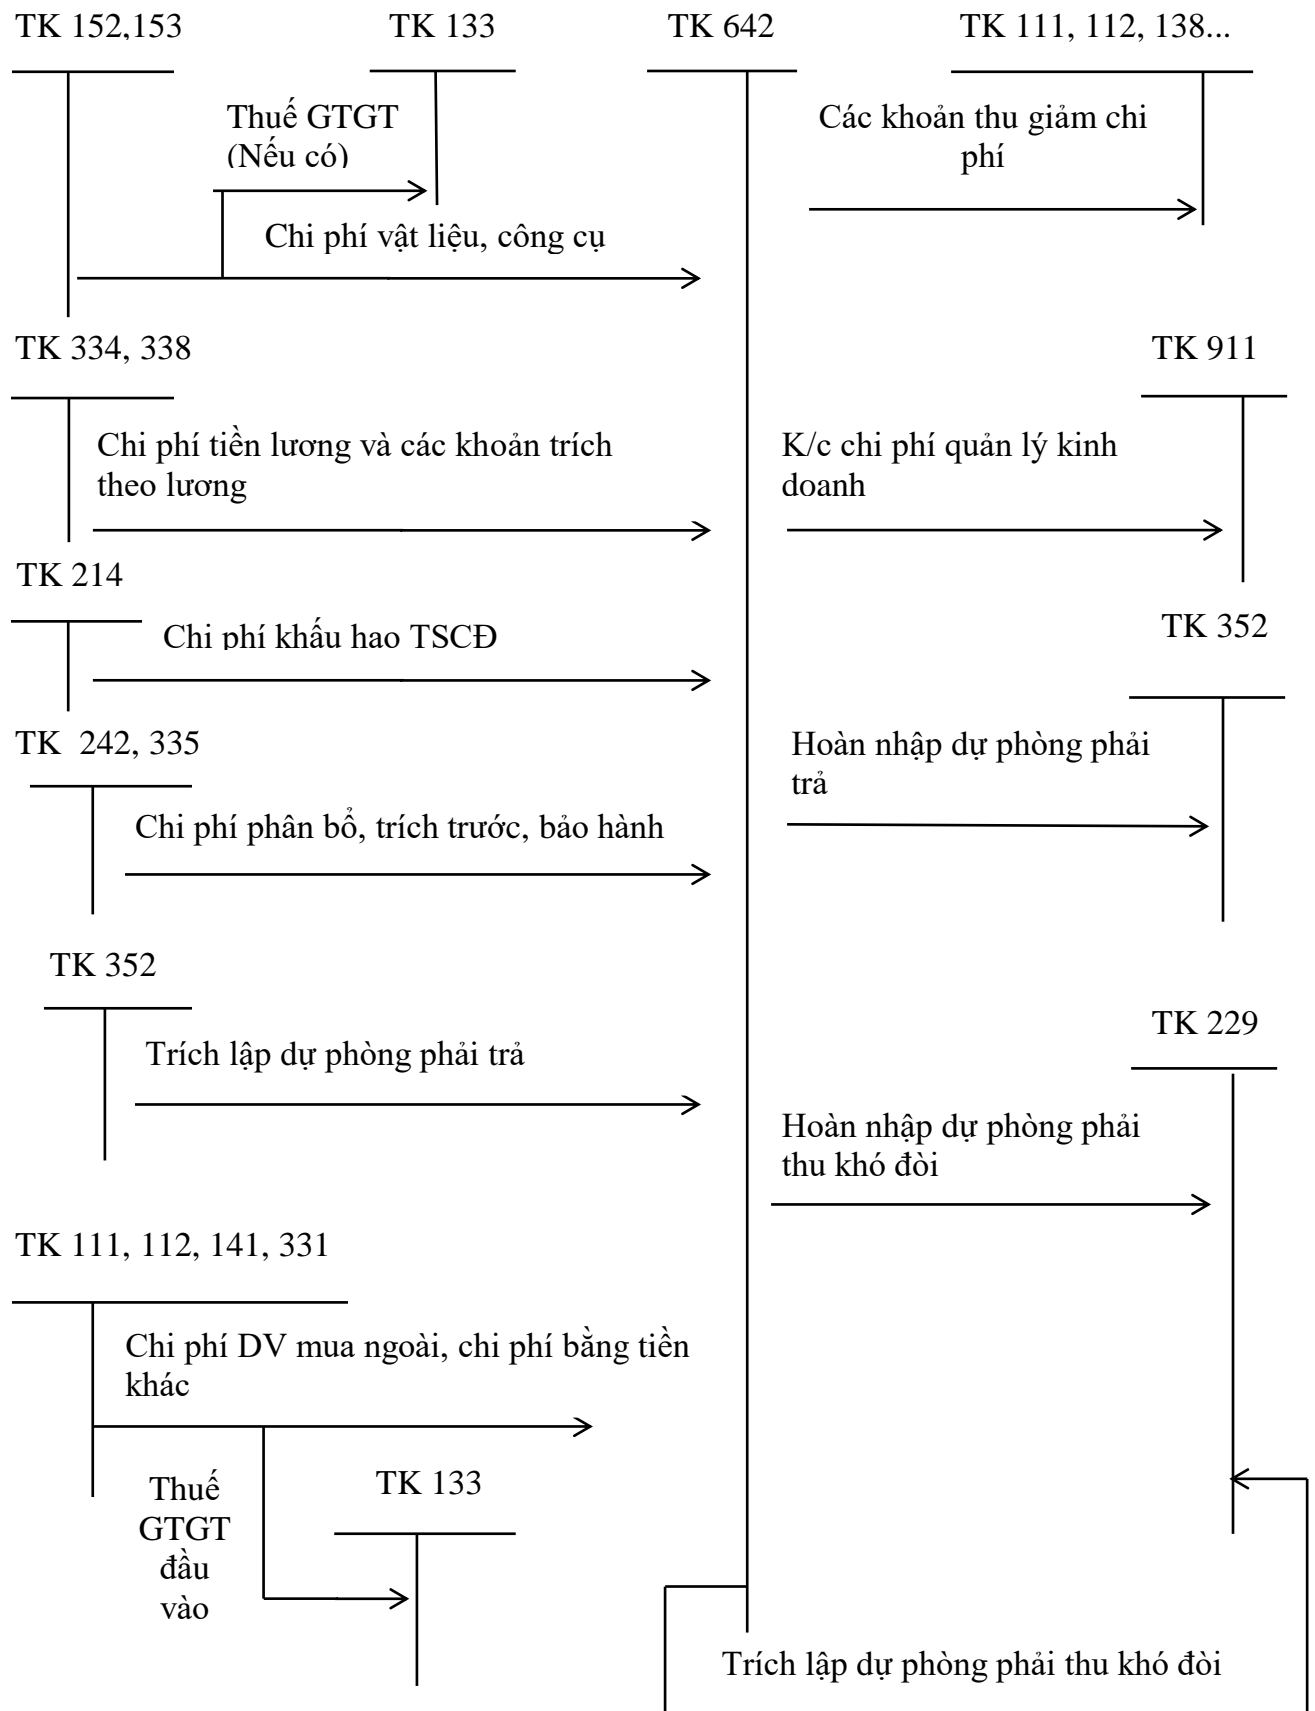 TK 152,153
TK 133
TK 642
TK 111, 112, 138...
Thuế GTGT
(Nếu có)
Các khoản thu giảm chi
phí
Chi phí vật liệu, công cụ
TK 334, 338
TK 911
Chi phí tiền lương và các khoản trích
theo lương
K/c chi phí quản lý kinh
doanh
TK 214
Chi phí khấu hao TSCĐ
TK 352
TK 242, 335
Hoàn nhập dự phòng phải
trả
Chi phí phân bổ, trích trước, bảo hành
TK 352
TK 229
Trích lập dự phòng phải trả
Hoàn nhập dự phòng phải
thu khó đòi
TK 111, 112, 141, 331
Chi phí DV mua ngoài, chi phí bằng tiền
khác
Thuế
GTGT
đầu
vào
TK 133
Trích lập dự phòng phải thu khó đòi